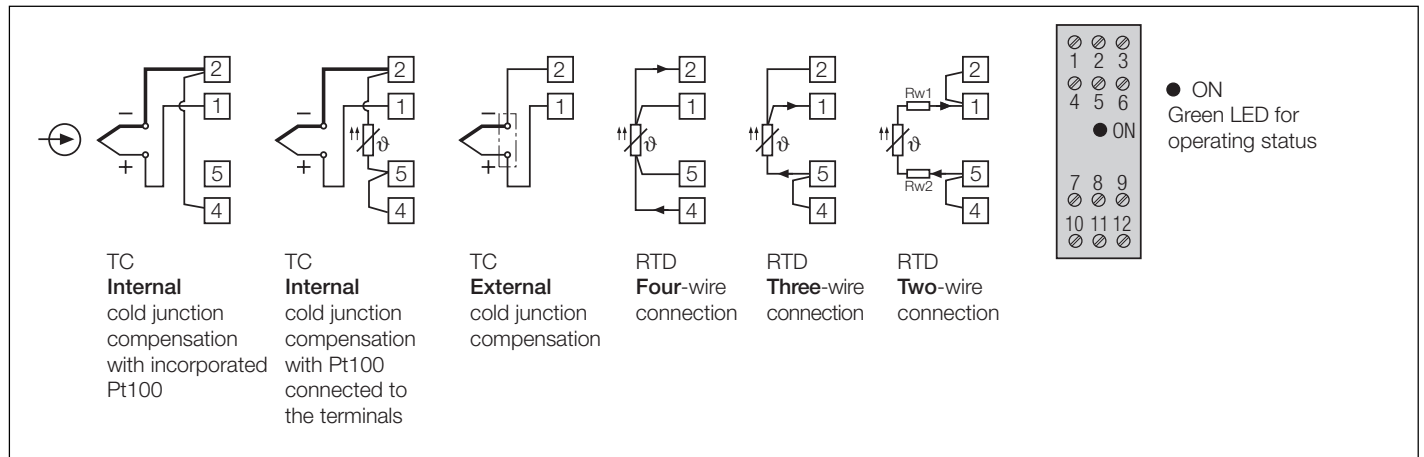 2
1
5
4
−
+
TC
Internal
cold junction
compensation
with incorporated
Pt100
2
1
5
4
−
+
ϑ
TC
Internal
cold junction
compensation
with Pt100
connected to
the terminals
2
1
−
+
TC
External
cold junction
compensation
2
1
5
4
ϑ
RTD
Four-wire
connection
2
1
5
4
ϑ
RTD
Three-wire
connection
2
1
5
4
Rw1
ϑ
Rw2
RTD
Two-wire
connection
1 2 3
4 5 6
ON
7 8 9
10 11 12
● ON
Green LED for
operating status